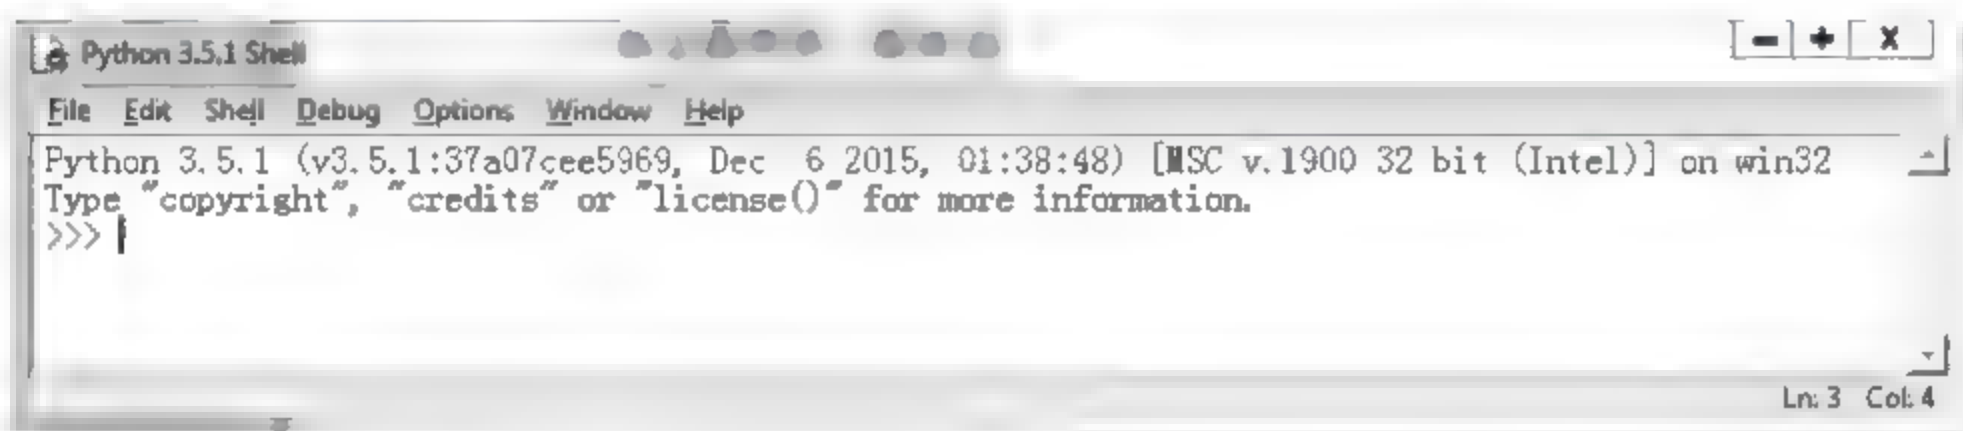 Python 3.5.1 Shell
File Edit Shell Debug Options Window Help
Python 3.5.1 (v3.5.1:37a07cee5969, Dec  6 2015, 01:38:48) [MSC v.1900 32 bit (Intel)] on win32
Type "copyright", "credits" or "license()" for more information.
>>>
Ln: 3 Col: 4